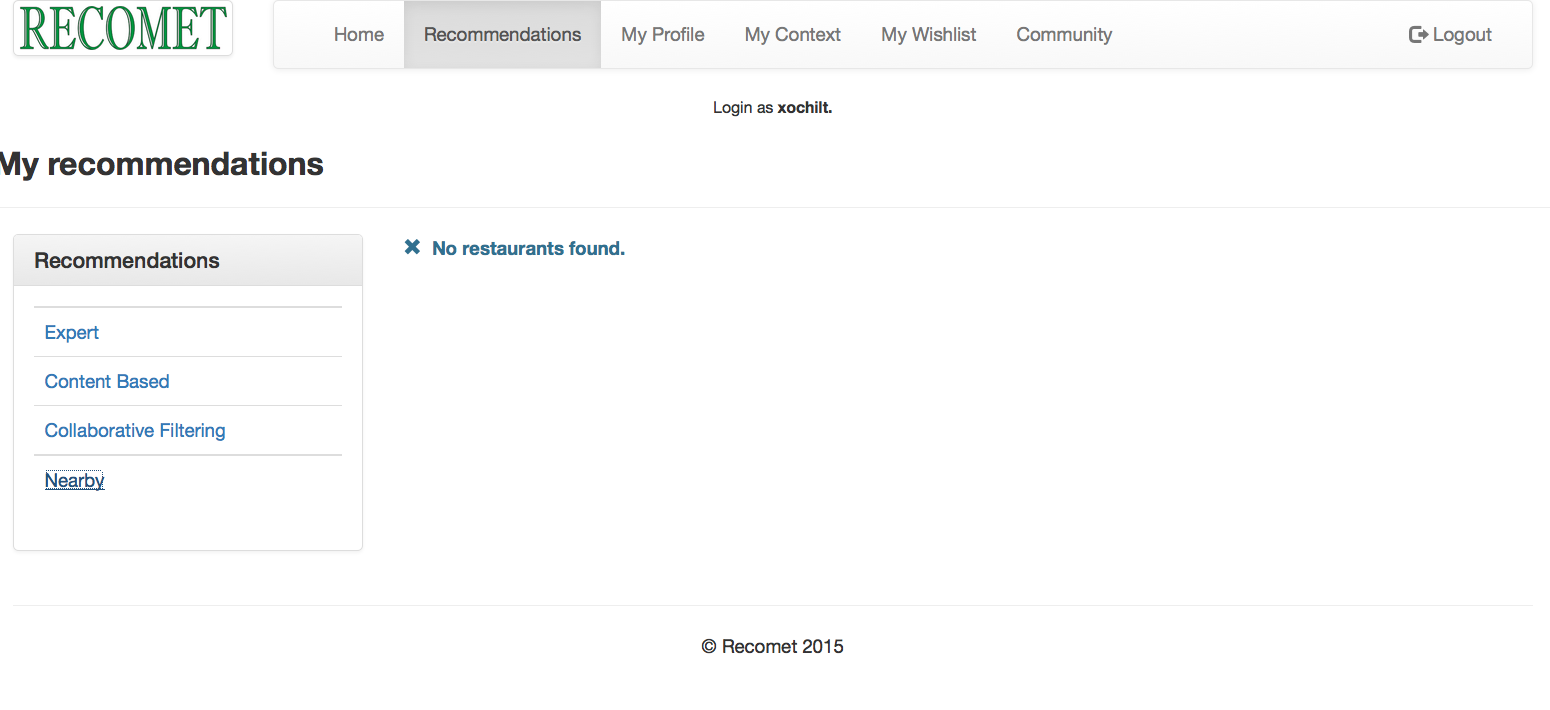 RECOMET
Home Recommendations My Profile My Context My Wishlist Community Logout
Login as xochilt.
My recommendations
Recommendations
No restaurants found.
Expert
Content Based
Collaborative Filtering
Nearby
© Recomet 2015